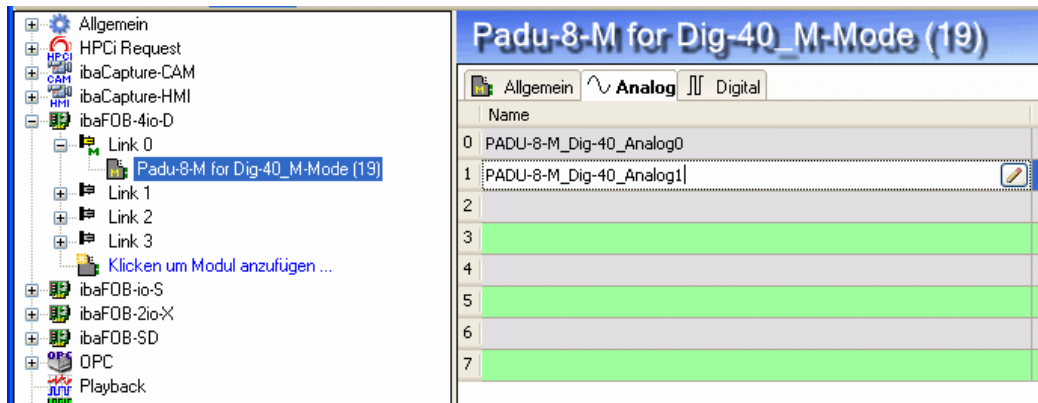 Allgemein
HPCi Request
ibaCapture-CAM
ibaCapture-HMI
ibaFOB-4io-D
Link 0
Padu-8-M for Dig-40_M-Mode (19)
Link 1
Link 2
Link 3
Klicken um Modul anzufügen ...
ibaFOB-io-S
ibaFOB-2io-X
ibaFOB-SD
OPC
Playback
Padu-8-M for Dig-40_M-Mode (19)
Allgemein Analog Digital
Name
0 PADU-8-M_Dig-40_Analog0
1 PADU-8-M_Dig-40_Analog1
2
3
4
5
6
7